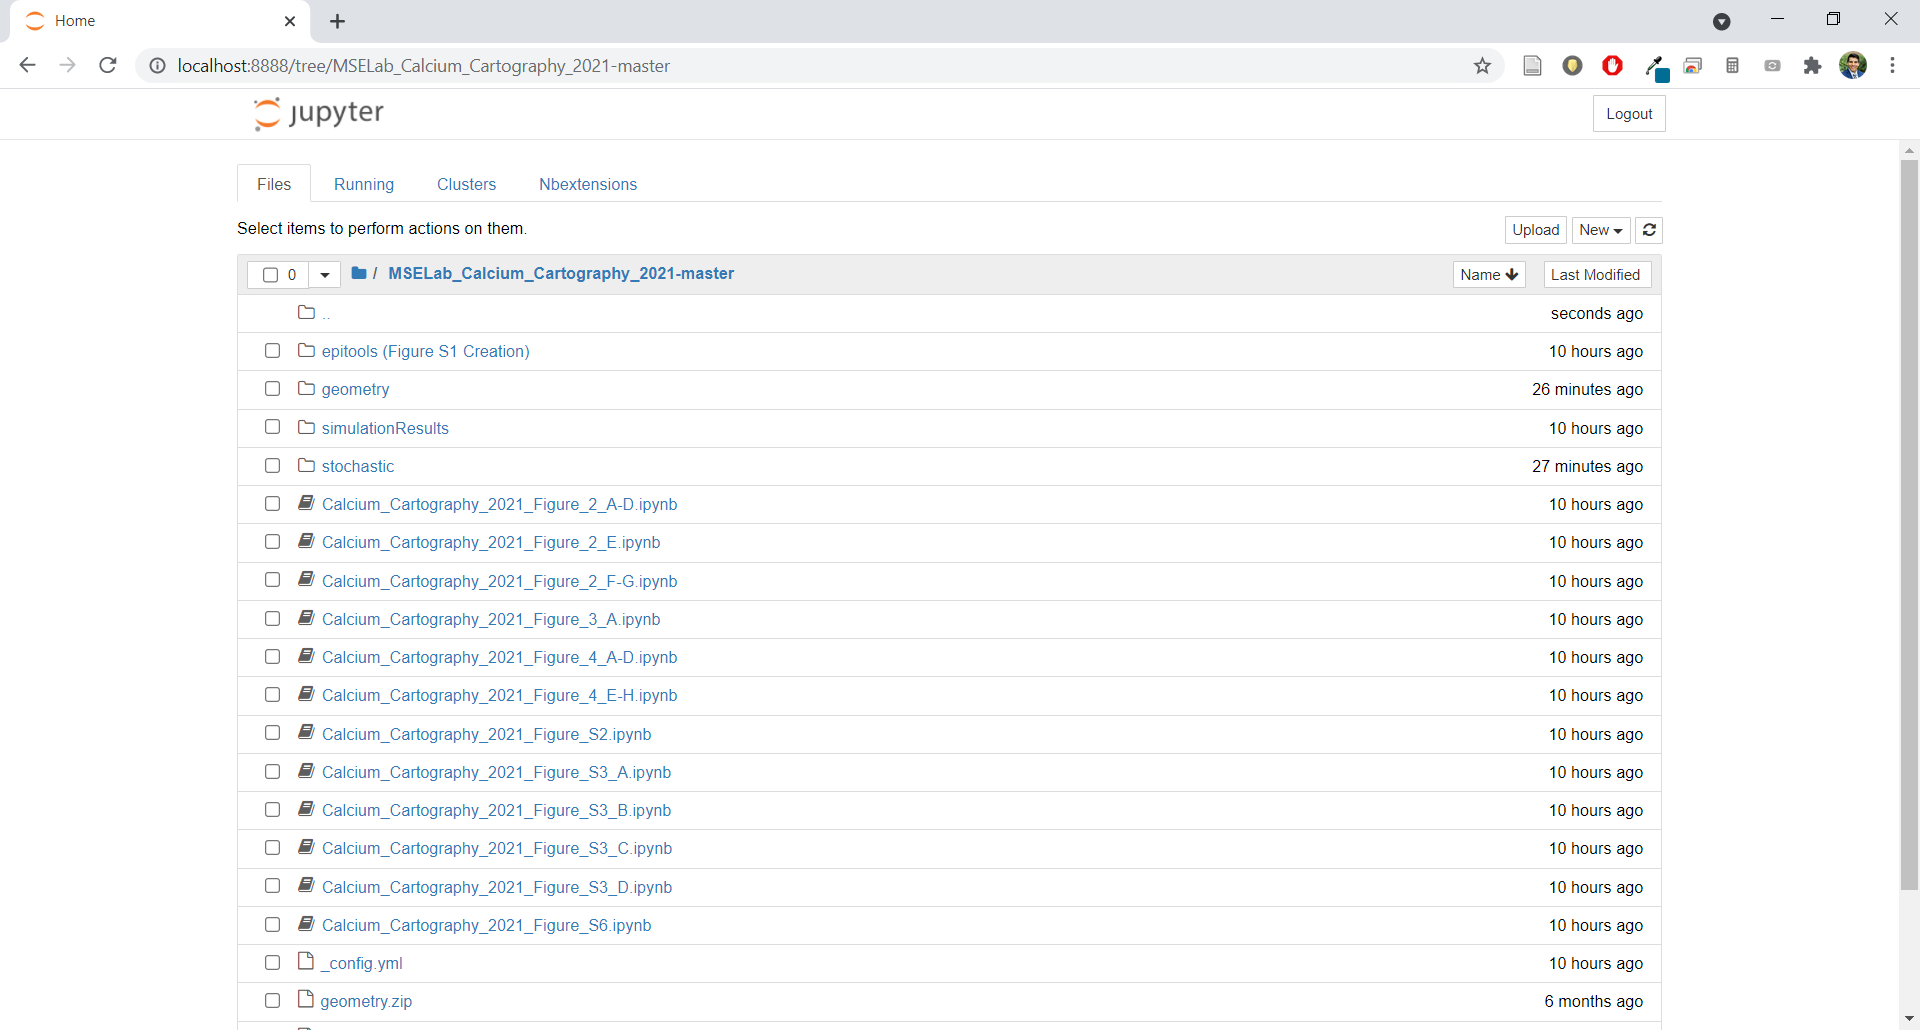 Home
localhost:8888/tree/MSELab_Calcium_Cartography_2021-master
jupyter
Logout
Files Running Clusters Nbextensions
Select items to perform actions on them.
Upload New
0 / MSELab_Calcium_Cartography_2021-master Name Last Modified
.. seconds ago
epitools (Figure S1 Creation) 10 hours ago
geometry 26 minutes ago
simulationResults 10 hours ago
stochastic 27 minutes ago
Calcium_Cartography_2021_Figure_2_A-D.ipynb 10 hours ago
Calcium_Cartography_2021_Figure_2_E.ipynb 10 hours ago
Calcium_Cartography_2021_Figure_2_F-G.ipynb 10 hours ago
Calcium_Cartography_2021_Figure_3_A.ipynb 10 hours ago
Calcium_Cartography_2021_Figure_4_A-D.ipynb 10 hours ago
Calcium_Cartography_2021_Figure_4_E-H.ipynb 10 hours ago
Calcium_Cartography_2021_Figure_S2.ipynb 10 hours ago
Calcium_Cartography_2021_Figure_S3_A.ipynb 10 hours ago
Calcium_Cartography_2021_Figure_S3_B.ipynb 10 hours ago
Calcium_Cartography_2021_Figure_S3_C.ipynb 10 hours ago
Calcium_Cartography_2021_Figure_S3_D.ipynb 10 hours ago
Calcium_Cartography_2021_Figure_S6.ipynb 10 hours ago
_config.yml 10 hours ago
geometry.zip 6 months ago